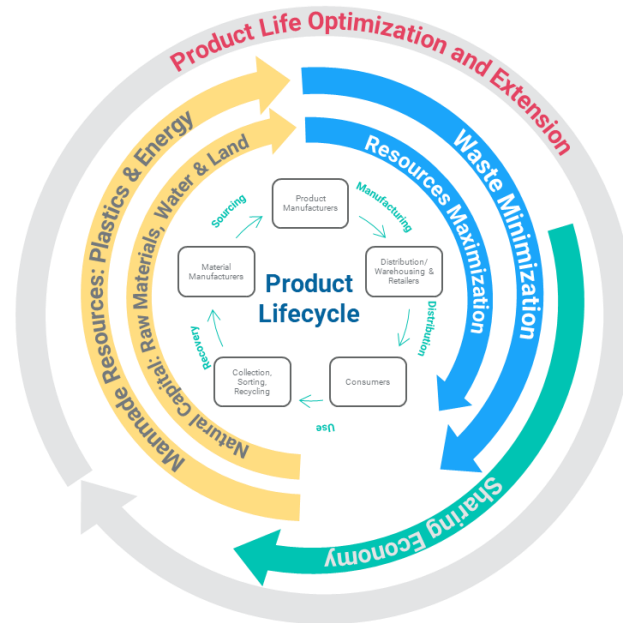 Product Life Optimization and Extension
Manmade Resources: Plastics & Energy
Natural Capital: Raw Materials, Water & Land
Waste Minimization
Resources Maximization
Sharing Economy
Product
Manufacturers
Manufacturing
Distribution/
Warehousing &
Retailers
Distribution
Consumers
Use
Collection,
Sorting,
Recycling
Recovery
Material
Manufacturers
Sourcing
Product
Lifecycle